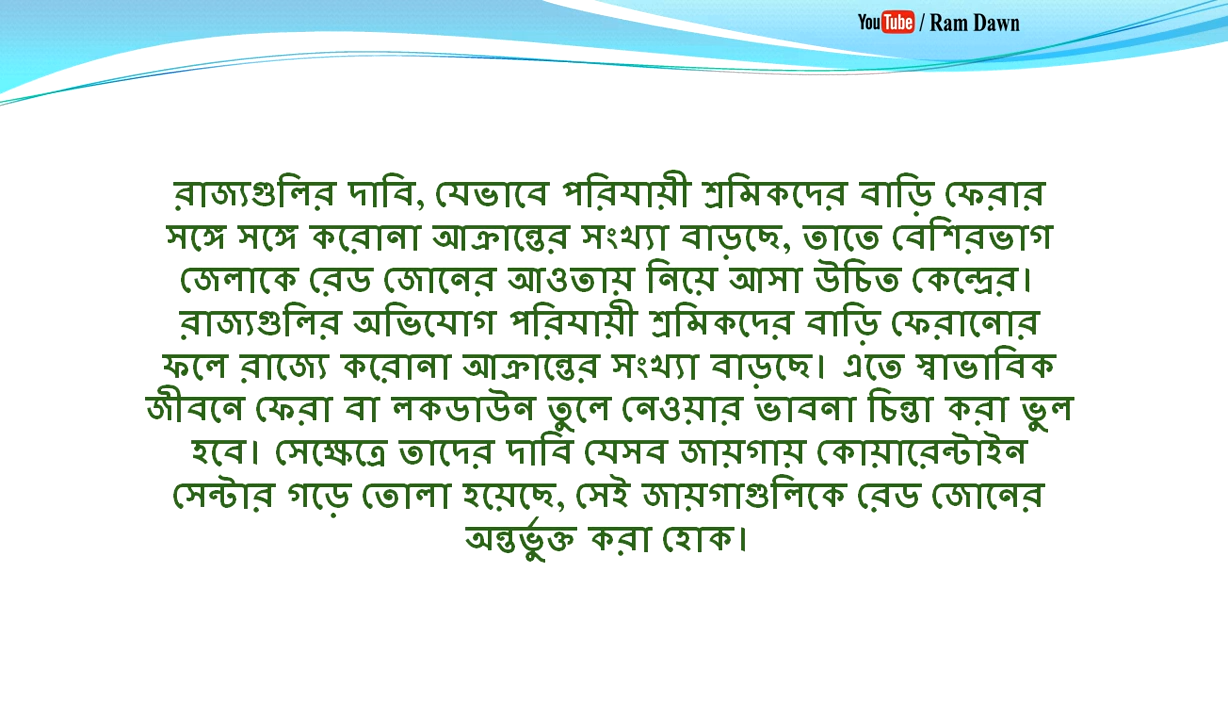 YouTube / Ram Dawn
রাজ্যগুলির দাবি, যেভাবে পরিযায়ী শ্রমিকদের বাড়ি ফেরার
সঙ্গে সঙ্গে করোনা আক্রান্তের সংখ্যা বাড়ছে, তাতে বেশিরভাগ
জেলাকে রেড জোনের আওতায় নিয়ে আসা উচিত কেন্দ্রের।
রাজ্যগুলির অভিযোগ পরিযায়ী শ্রমিকদের বাড়ি ফেরানোর
ফলে রাজ্যে করোনা আক্রান্তের সংখ্যা বাড়ছে। এতে স্বাভাবিক
জীবনে ফেরা বা লকডাউন তুলে নেওয়ার ভাবনা চিন্তা করা ভুল
হবে। সেক্ষেত্রে তাদের দাবি যেসব জায়গায় কোয়ারেন্টাইন
সেন্টার গড়ে তোলা হয়েছে, সেই জায়গাগুলিকে রেড জোনের
অন্তর্ভুক্ত করা হোক।